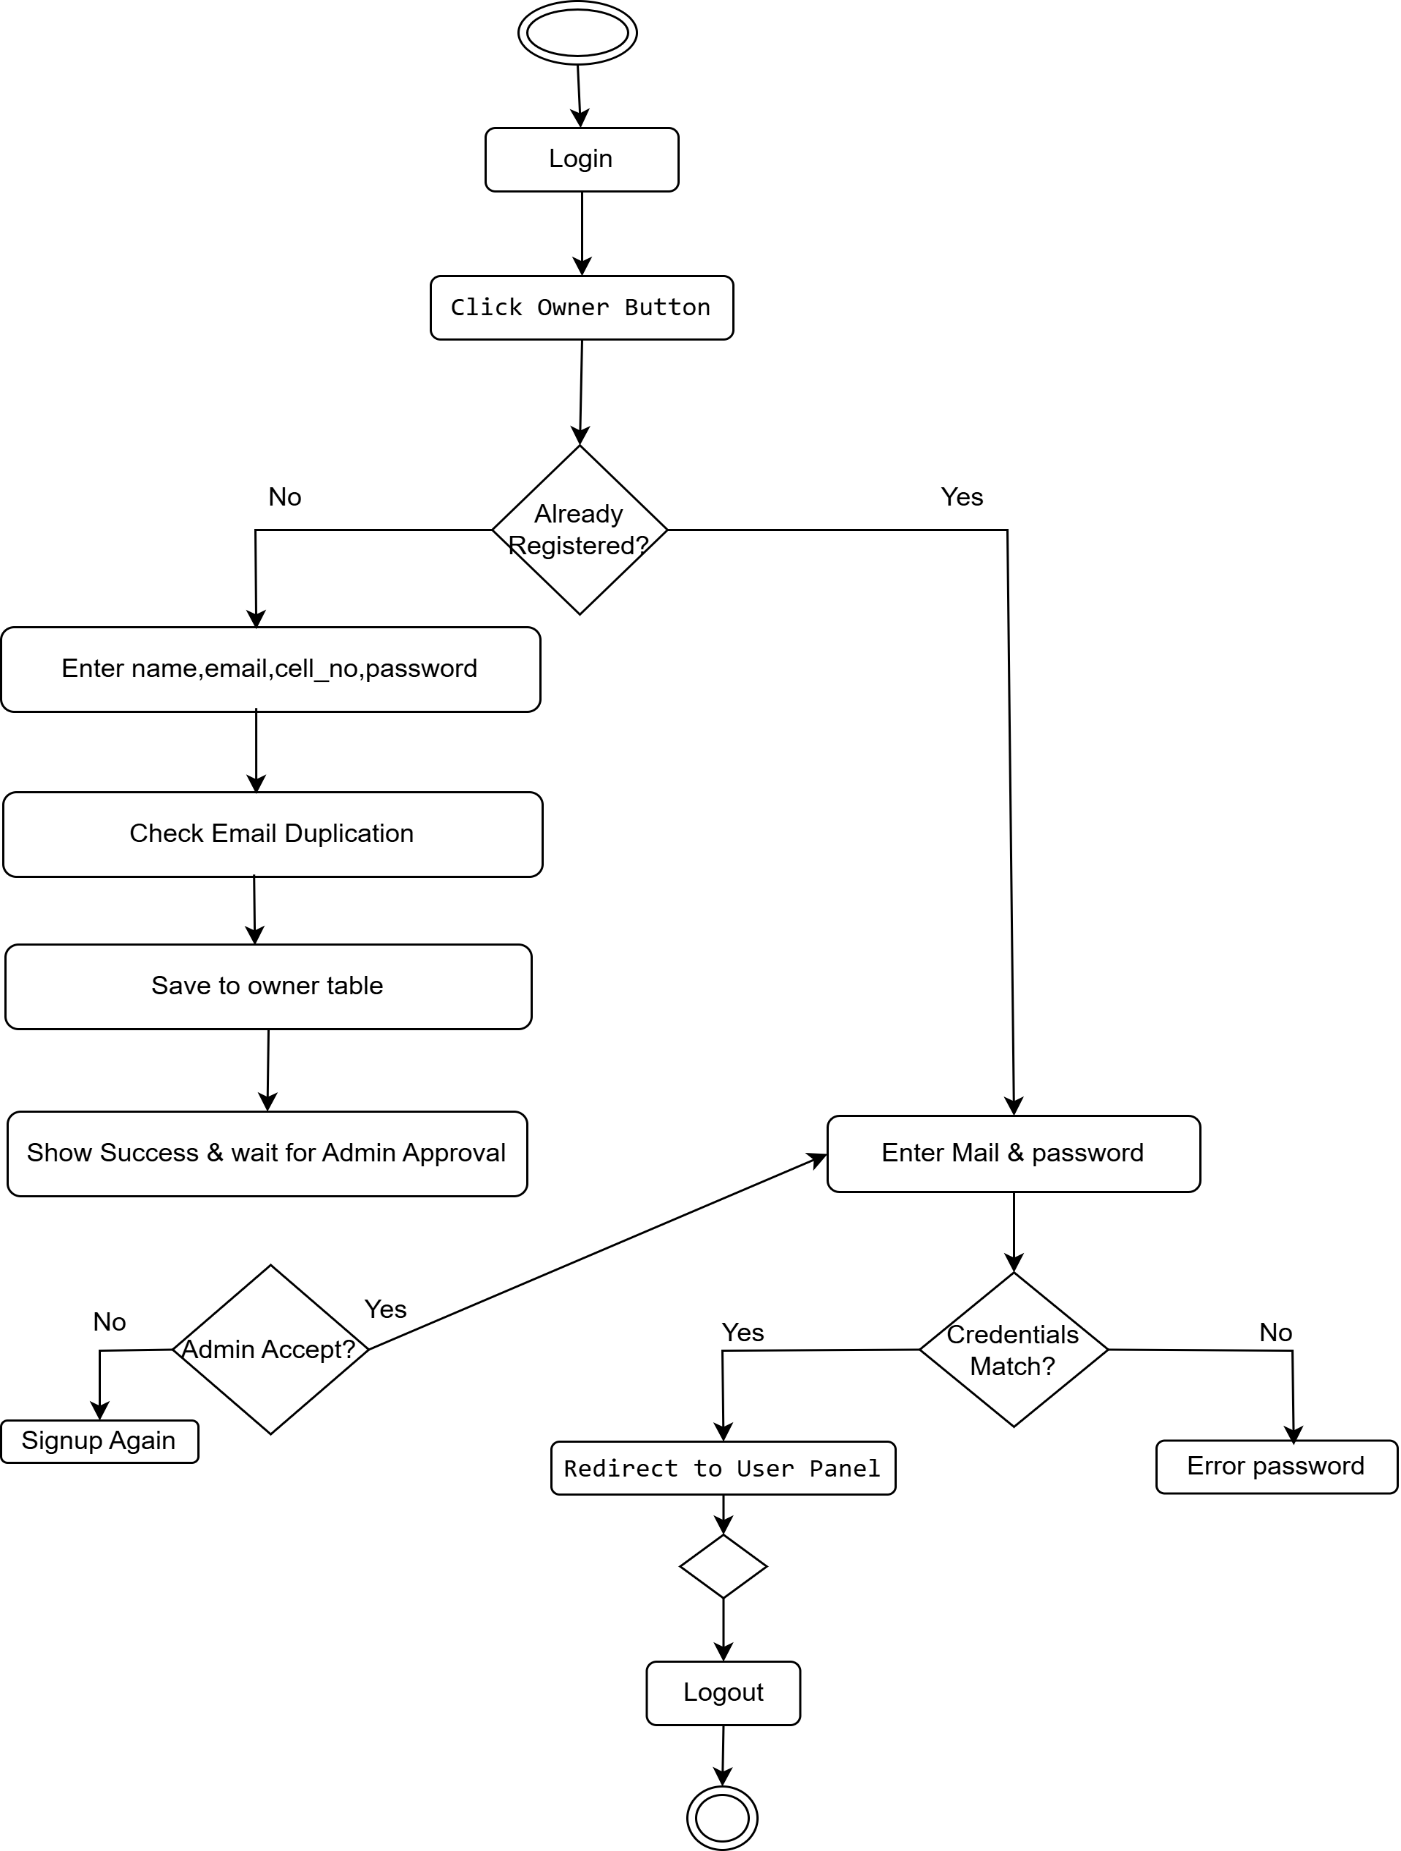 Login
Click Owner Button
No
Yes
Already
Registered?
Enter name,email,cell_no,password
Check Email Duplication
Save to owner table
Show Success & wait for Admin Approval
Enter Mail & password
No
Yes
Admin Accept?
Signup Again
Yes
No
Credentials
Match?
Redirect to User Panel
Error password
Logout